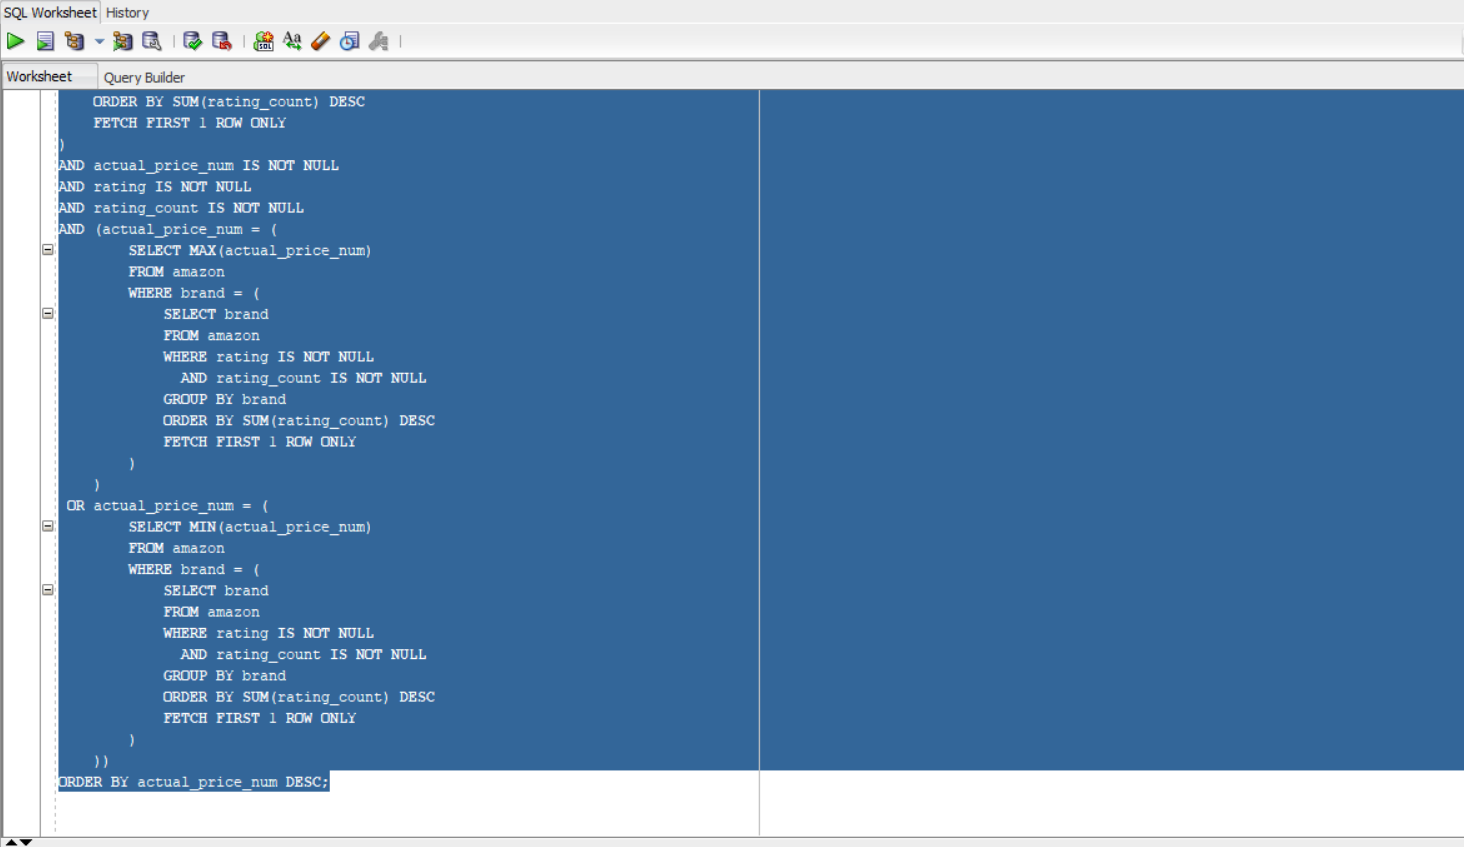 SQL Worksheet History
Worksheet Query Builder
ORDER BY SUM(rating_count) DESC
FETCH FIRST 1 ROW ONLY
)
AND actual_price_num IS NOT NULL
AND rating IS NOT NULL
AND rating_count IS NOT NULL
AND (actual_price_num = (
SELECT MAX(actual_price_num)
FROM amazon
WHERE brand = (
SELECT brand
FROM amazon
WHERE rating IS NOT NULL
AND rating_count IS NOT NULL
GROUP BY brand
ORDER BY SUM(rating_count) DESC
FETCH FIRST 1 ROW ONLY
)
)
OR actual_price_num = (
SELECT MIN(actual_price_num)
FROM amazon
WHERE brand = (
SELECT brand
FROM amazon
WHERE rating IS NOT NULL
AND rating_count IS NOT NULL
GROUP BY brand
ORDER BY SUM(rating_count) DESC
FETCH FIRST 1 ROW ONLY
)
))
ORDER BY actual_price_num DESC;